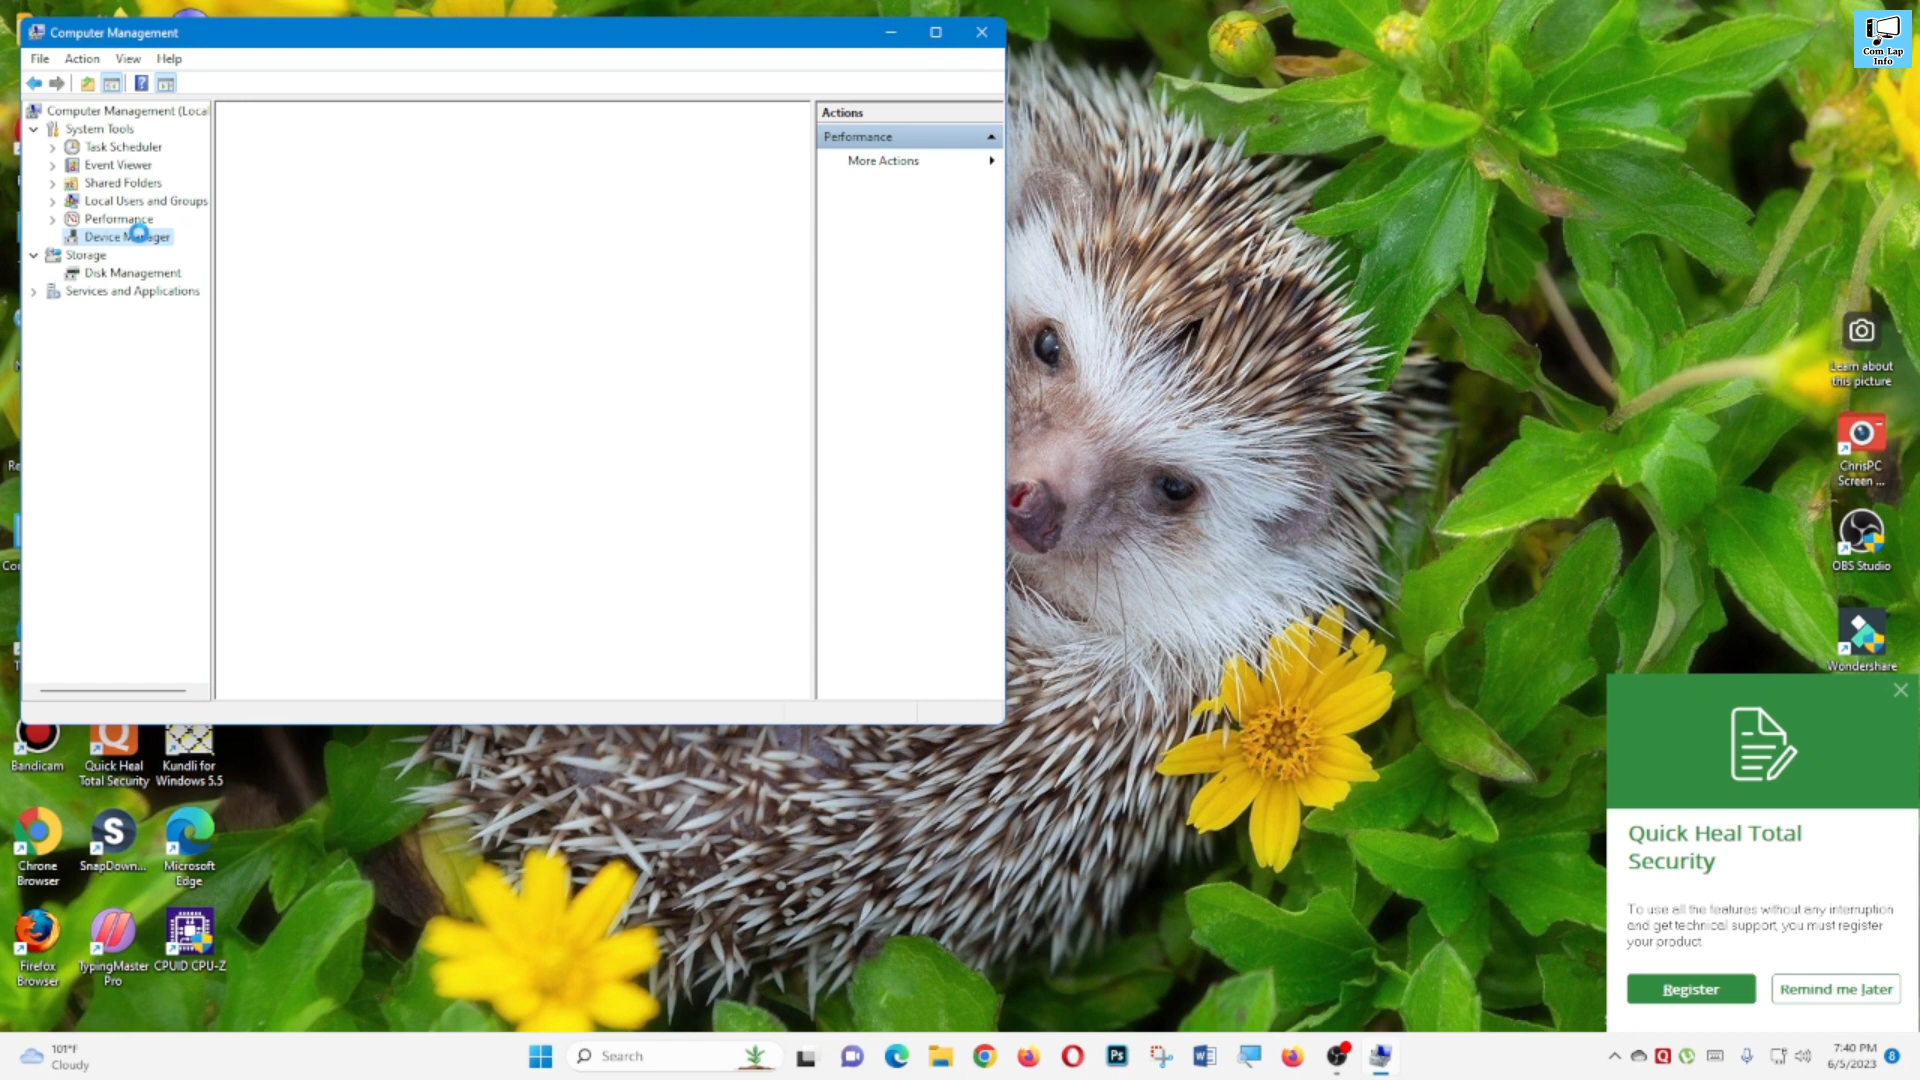 Computer Management
File Action View Help
Computer Management (Local
System Tools
Task Scheduler
Event Viewer
Shared Folders
Local Users and Groups
Performance
Device Manager
Storage
Disk Management
Services and Applications
Actions
Performance
More Actions
Com Lap
Info
Learn about
this picture
ChrisPC
Screen ...
OBS Studio
Wondershare
Bandicam
Quick Heal
Total Security
Kundli for
Windows 5.5
Chrome
Browser
SnapDown...
Microsoft
Edge
Firefox
Browser
TypingMaster
Pro
CPUID CPU-Z
Quick Heal Total
Security
To use all the features without any interruption
and get technical support, you must register
your product.
Register
Remind me later
101°F
Cloudy
Search
7:40 PM
6/5/2023
8